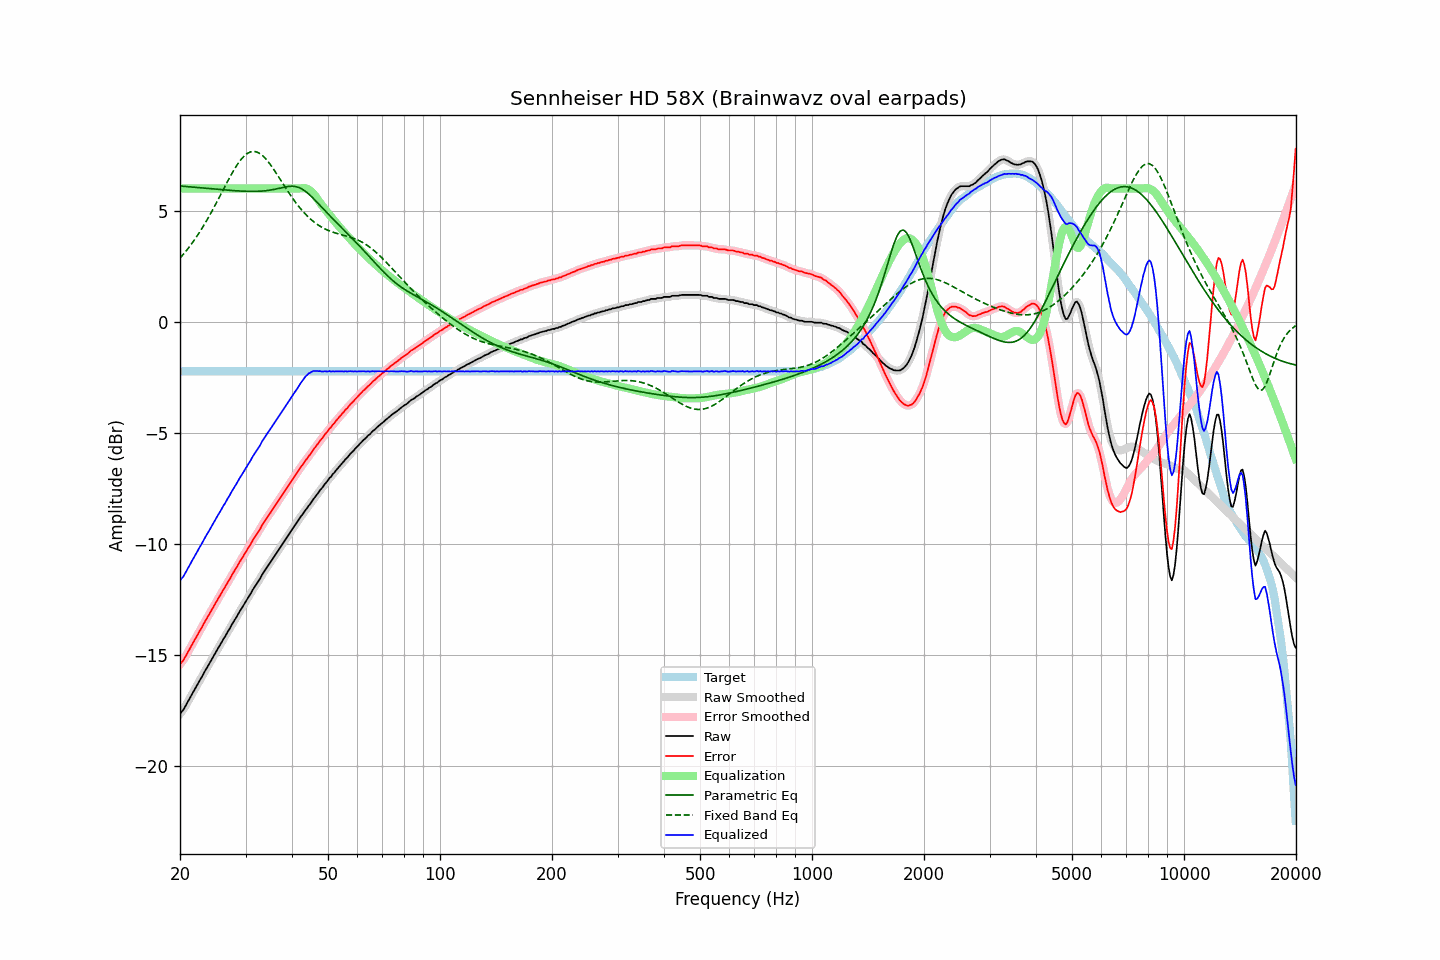 Sennheiser HD 58X (Brainwavz oval earpads)
Amplitude (dBr)
5
0
−5
−10
−15
−20
Target
Raw Smoothed
Error Smoothed
Raw
Error
Equalization
Parametric Eq
Fixed Band Eq
Equalized
20 50 100 200 500 1000 2000 5000 10000 20000
Frequency (Hz)